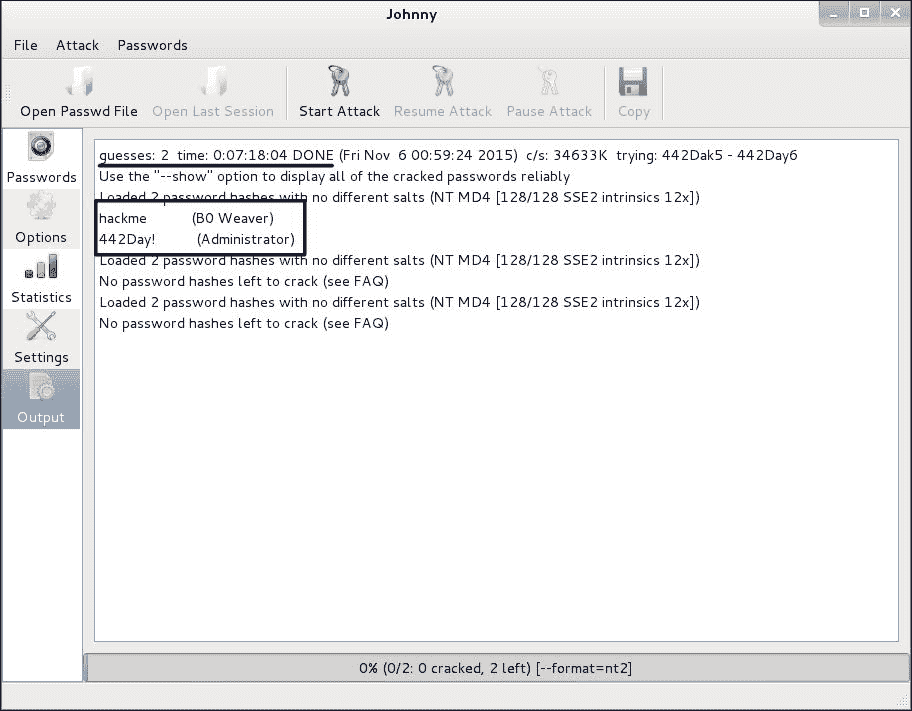 Johnny
File Attack Passwords
Open Passwd File Open Last Session Start Attack Resume Attack Pause Attack Copy
Passwords
Options
Statistics
Settings
Output
guesses: 2 time: 0:07:18:04 DONE (Fri Nov 6 00:59:24 2015) c/s: 34633K trying: 442Dak5 - 442Day6
Use the "--show" option to display all of the cracked passwords reliably
Loaded 2 password hashes with no different salts (NT MD4 [128/128 SSE2 intrinsics 12x])
hackme (B0 Weaver)
442Day! (Administrator)
Loaded 2 password hashes with no different salts (NT MD4 [128/128 SSE2 intrinsics 12x])
No password hashes left to crack (see FAQ)
Loaded 2 password hashes with no different salts (NT MD4 [128/128 SSE2 intrinsics 12x])
No password hashes left to crack (see FAQ)
0% (0/2: 0 cracked, 2 left) [--format=nt2]